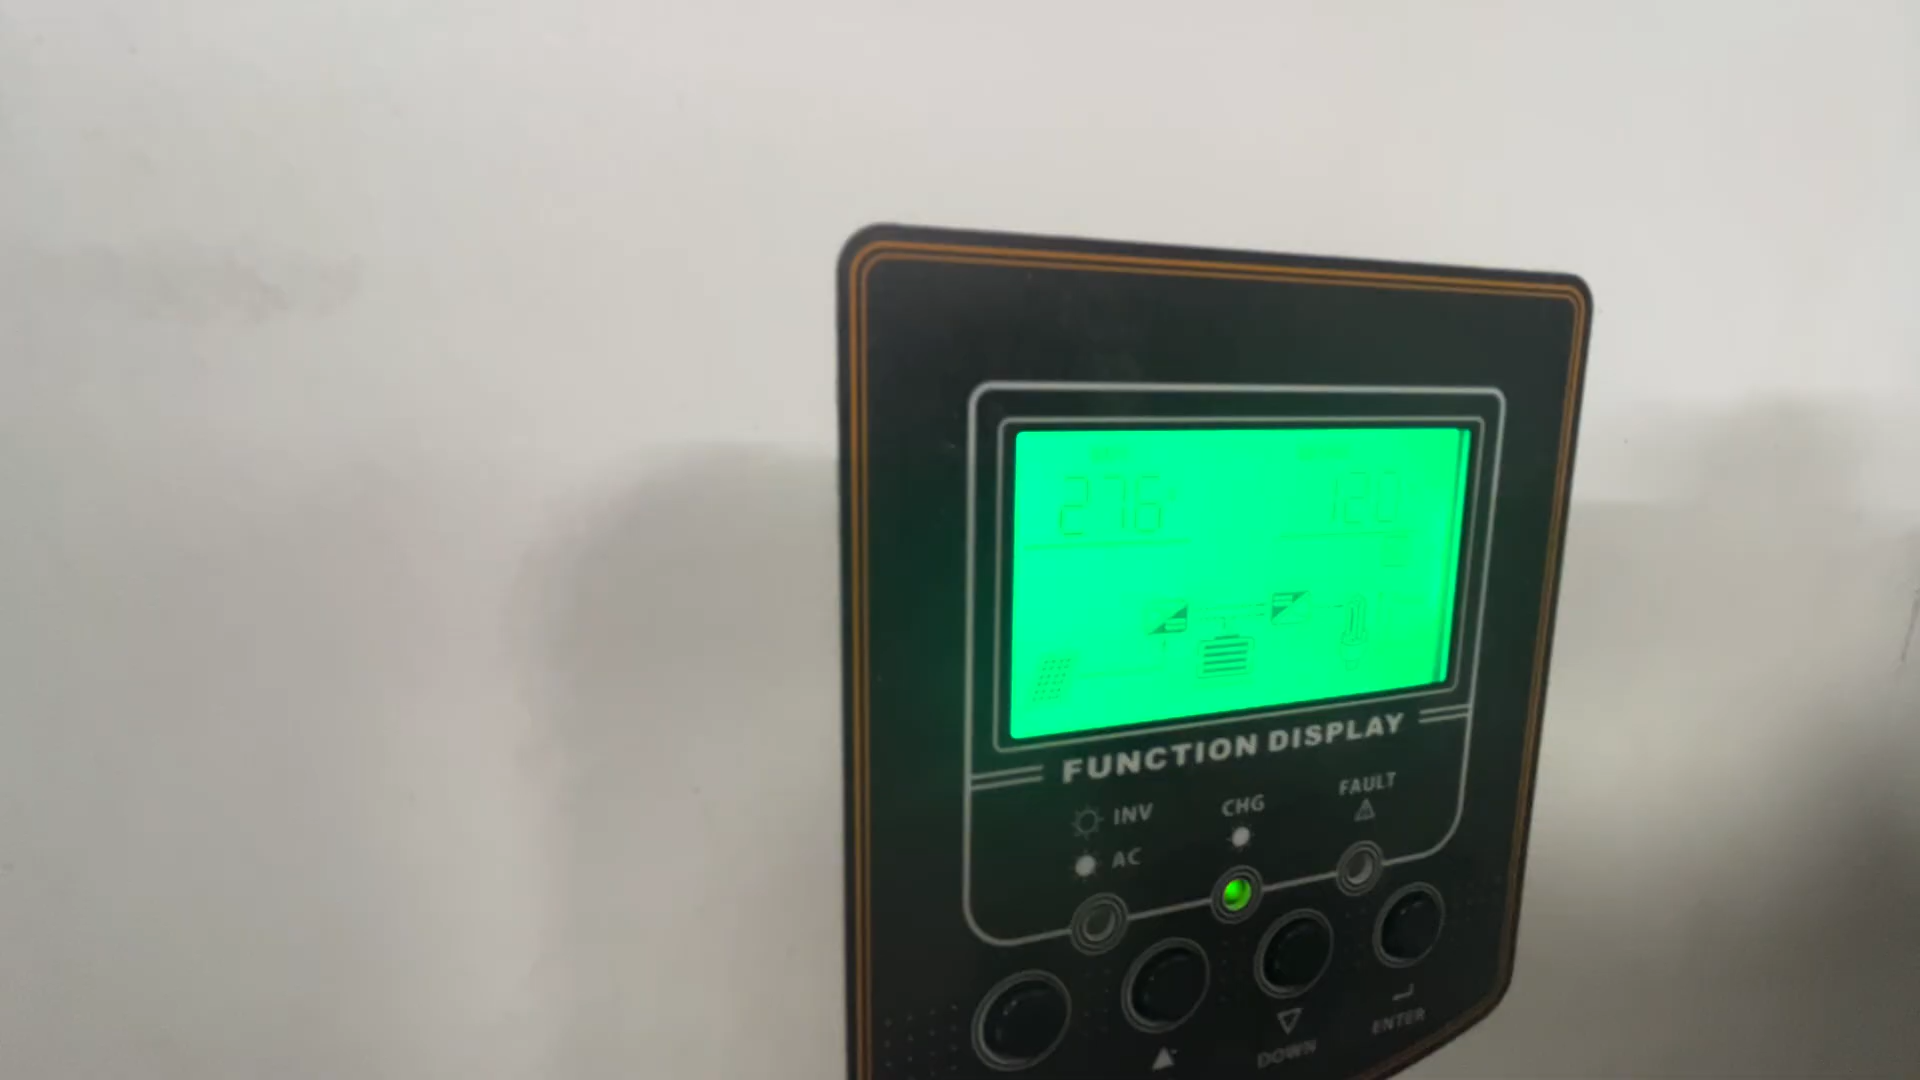 276
120
FUNCTION DISPLAY
INV
CHG
FAULT
AC
DOWN
ENTER